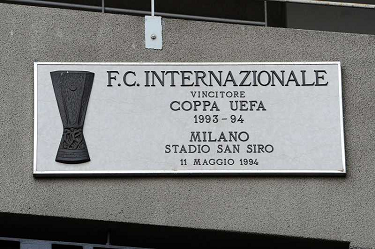 F.C. INTERNAZIONALE
VINCITORE
COPPA UEFA
1993-94
MILANO
STADIO SAN SIRO
11 MAGGIO 1994